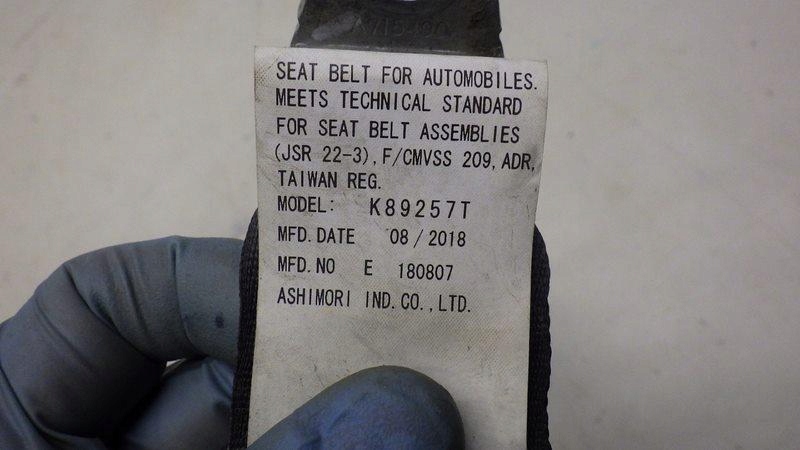 SEAT BELT FOR AUTOMOBILES.
MEETS TECHNICAL STANDARD
FOR SEAT BELT ASSEMBLIES
(JSR 22-3), F/CMVSS 209, ADR,
TAIWAN REG.
MODEL: K89257T
MFD. DATE 08/2018
MFD. NO E 180807
ASHIMORI IND. CO., LTD.